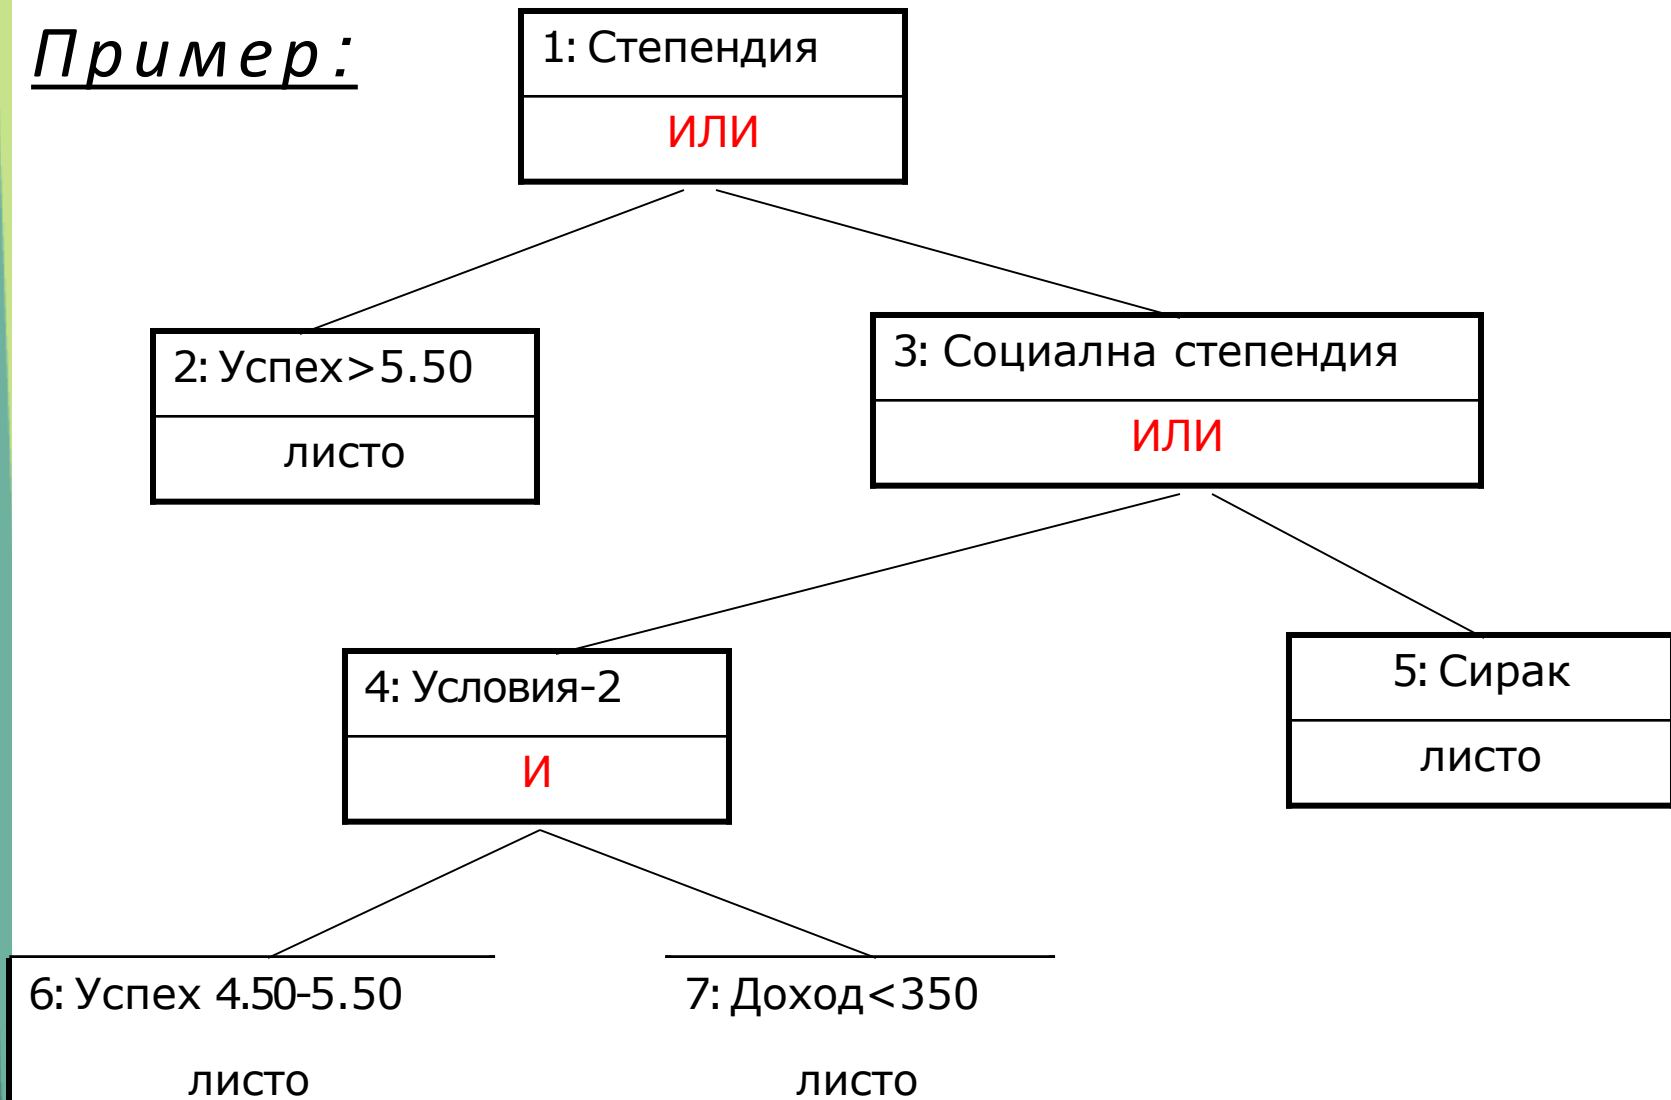 Пример:
1: Степендия
ИЛИ
2: Успех>5.50
листо
3: Социална степендия
ИЛИ
4: Условия-2
И
5: Сирак
листо
6: Успех 4.50-5.50
листо
7: Доход<350
листо